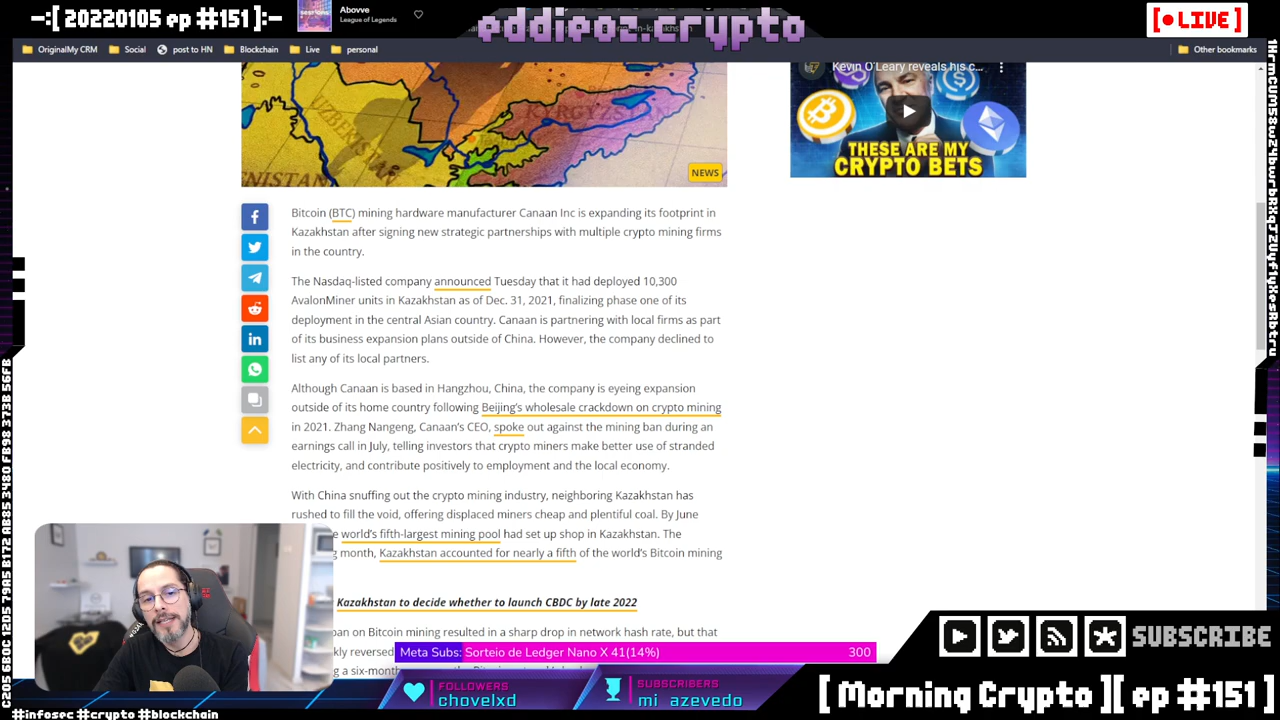 -:[ 20220105 ep #151 ]:-
Abovve
League of Legends
eddieoz.crypto
[ • LIVE ]
OriginalMy CRM
Social
post to HN
Blockchain
Live
personal
Other bookmarks
UZBEKISTAN
KYRGYZSTAN
NISTAN
NEWS
Kevin O'Leary reveals his c...
THESE ARE MY
CRYPTO BETS
Bitcoin (BTC) mining hardware manufacturer Canaan Inc is expanding its footprint in
Kazakhstan after signing new strategic partnerships with multiple crypto mining firms
in the country.
The Nasdaq-listed company announced Tuesday that it had deployed 10,300
AvalonMiner units in Kazakhstan as of Dec. 31, 2021, finalizing phase one of its
deployment in the central Asian country. Canaan is partnering with local firms as part
of its business expansion plans outside of China. However, the company declined to
list any of its local partners.
Although Canaan is based in Hangzhou, China, the company is eyeing expansion
outside of its home country following Beijing's wholesale crackdown on crypto mining
in 2021. Zhang Nangeng, Canaan's CEO, spoke out against the mining ban during an
earnings call in July, telling investors that crypto miners make better use of stranded
electricity, and contribute positively to employment and the local economy.
With China snuffing out the crypto mining industry, neighboring Kazakhstan has
rushed to fill the void, offering displaced miners cheap and plentiful coal. By June
world's fifth-largest mining pool had set up shop in Kazakhstan. The
month, Kazakhstan accounted for nearly a fifth of the world's Bitcoin mining
Kazakhstan to decide whether to launch CBDC by late 2022
on Bitcoin mining resulted in a sharp drop in network hash rate, but that
reversed
Meta Subs: Sorteio de Ledger Nano X 41(14%)
300
a six-month
FOLLOWERS
chovelxd
SUBSCRIBERS
mi_azevedo
SUBSCRIBE
[ Morning Crypto ][ ep #151 ]
#infosec #crypto #blockchain